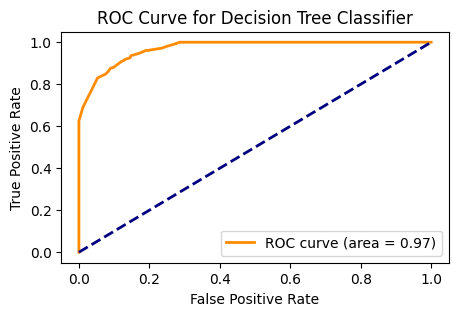 ROC Curve for Decision Tree Classifier
True Positive Rate
1.0
0.8
0.6
0.4
0.2
0.0
ROC curve (area = 0.97)
0.0 0.2 0.4 0.6 0.8 1.0
False Positive Rate